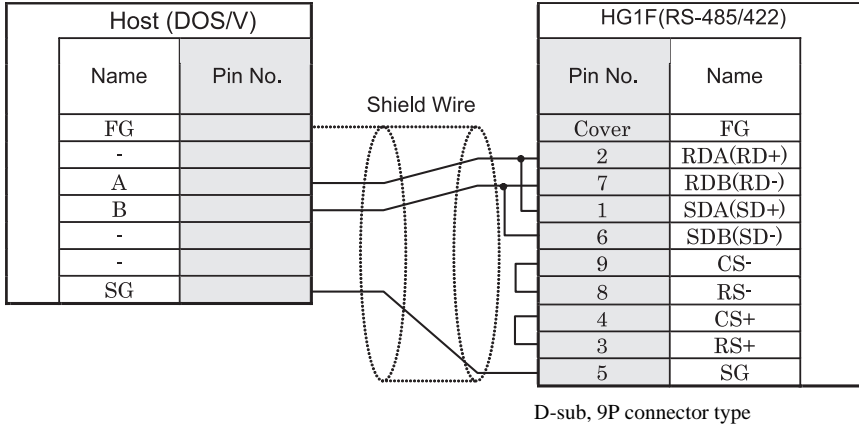 Host (DOS/V)
Name Pin No.
FG
-
A
B
-
-
SG
Shield Wire
HG1F(RS-485/422)
Pin No. Name
Cover FG
2 RDA(RD+)
7 RDB(RD-)
1 SDA(SD+)
6 SDB(SD-)
9 CS-
8 RS-
4 CS+
3 RS+
5 SG
D-sub, 9P connector type